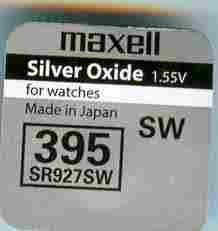 maxell
Silver Oxide 1.55V
for watches
Made in Japan
SW
395
SR927SW